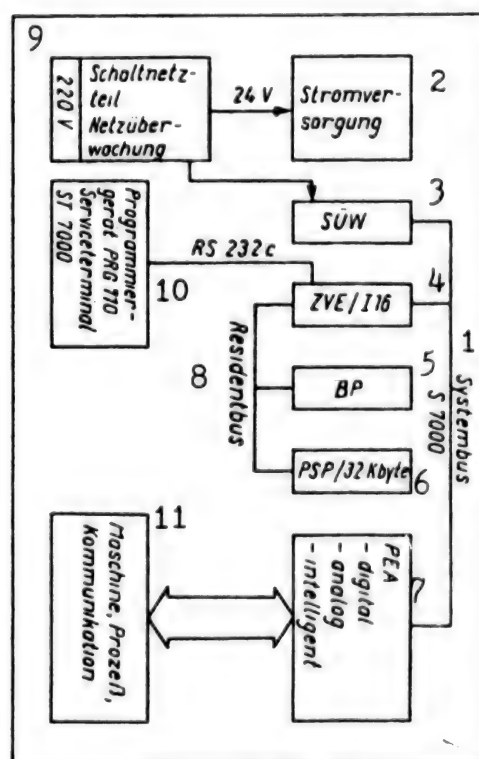 9
220 V
Schaltnetz-
teil
Netzüber-
wachung
24 V
Stromver-
sorgung
2
SÜW
3
Programmier-
gerät PRG 710
Serviceterminal
ST 7000
10
RS 232c
ZVE/I16
4
1
Systembus
S 7000
8
Residentbus
BP
5
PSP/32 Kbyte
6
11
Maschine, Prozeß,
Kommunikation
PEA
- digital
- analog
- intelligent
7